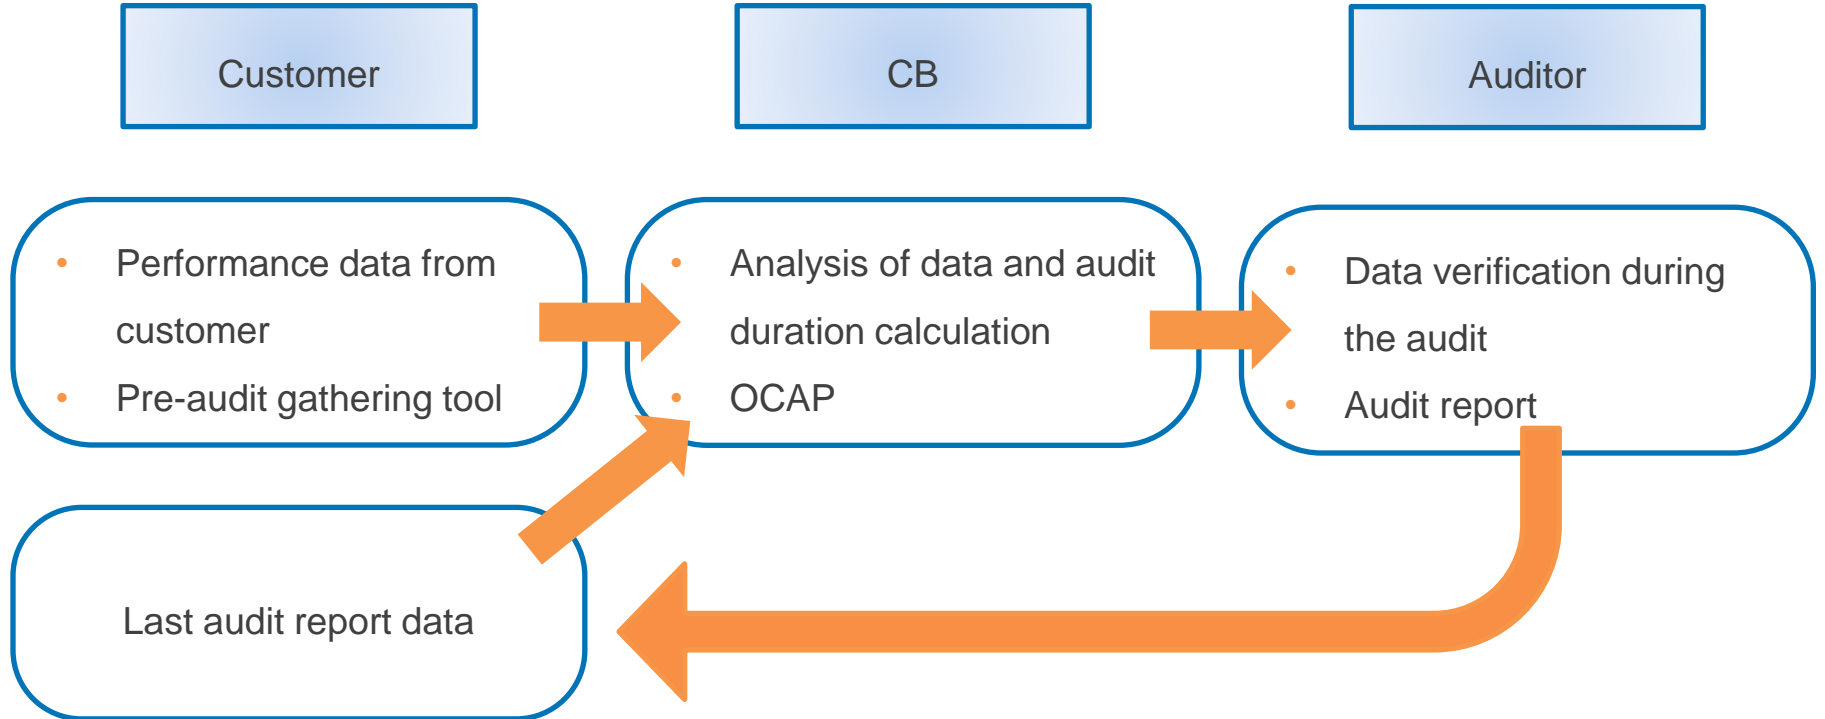 Customer
CB
Auditor
• Performance data from
customer
• Pre-audit gathering tool
• Analysis of data and audit
duration calculation
• OCAP
• Data verification during
the audit
• Audit report
Last audit report data